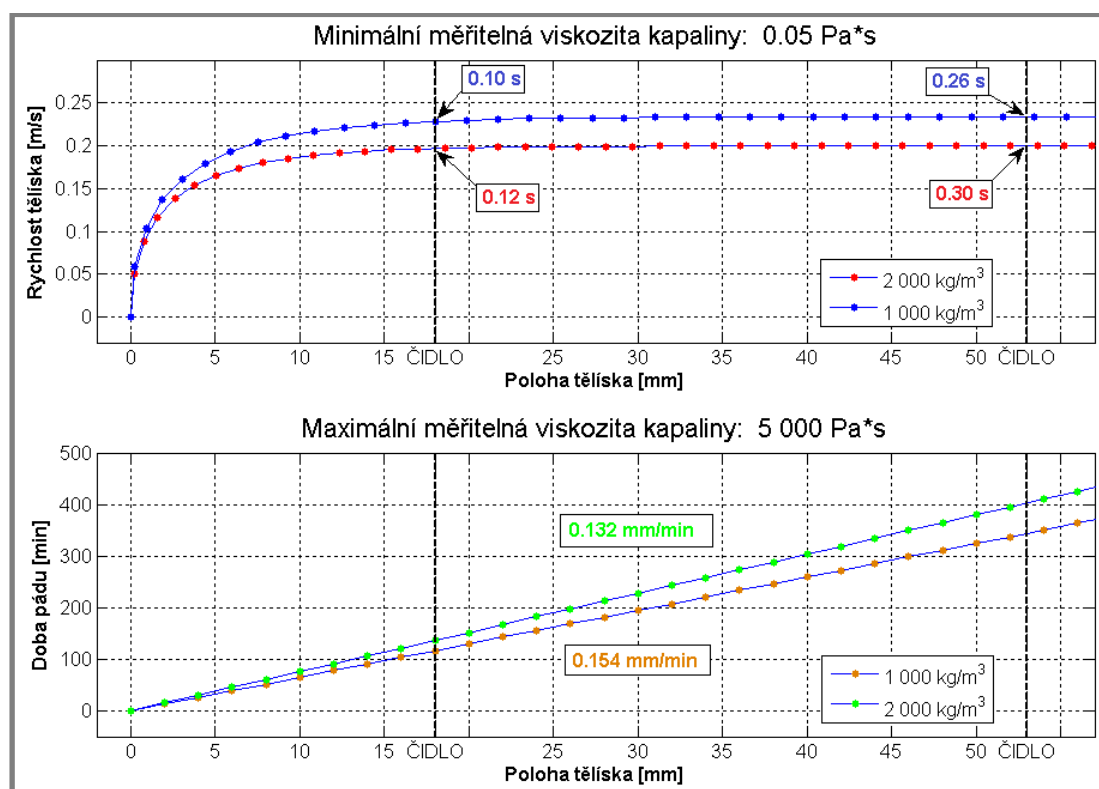 Minimální měřitelná viskozita kapaliny: 0.05 Pa*s
Rychlost tělíska [m/s]
0.25
0.2
0.15
0.1
0.05
0
0.10 s
0.26 s
0.12 s
0.30 s
2 000 kg/m³
1 000 kg/m³
0 5 10 15 ČIDLO 25 30 35 40 45 50 ČIDLO
Poloha tělíska [mm]
Maximální měřitelná viskozita kapaliny: 5 000 Pa*s
Doba pádu [min]
500
400
300
200
100
0
0.132 mm/min
0.154 mm/min
1 000 kg/m³
2 000 kg/m³
0 5 10 15 ČIDLO 25 30 35 40 45 50 ČIDLO
Poloha tělíska [mm]